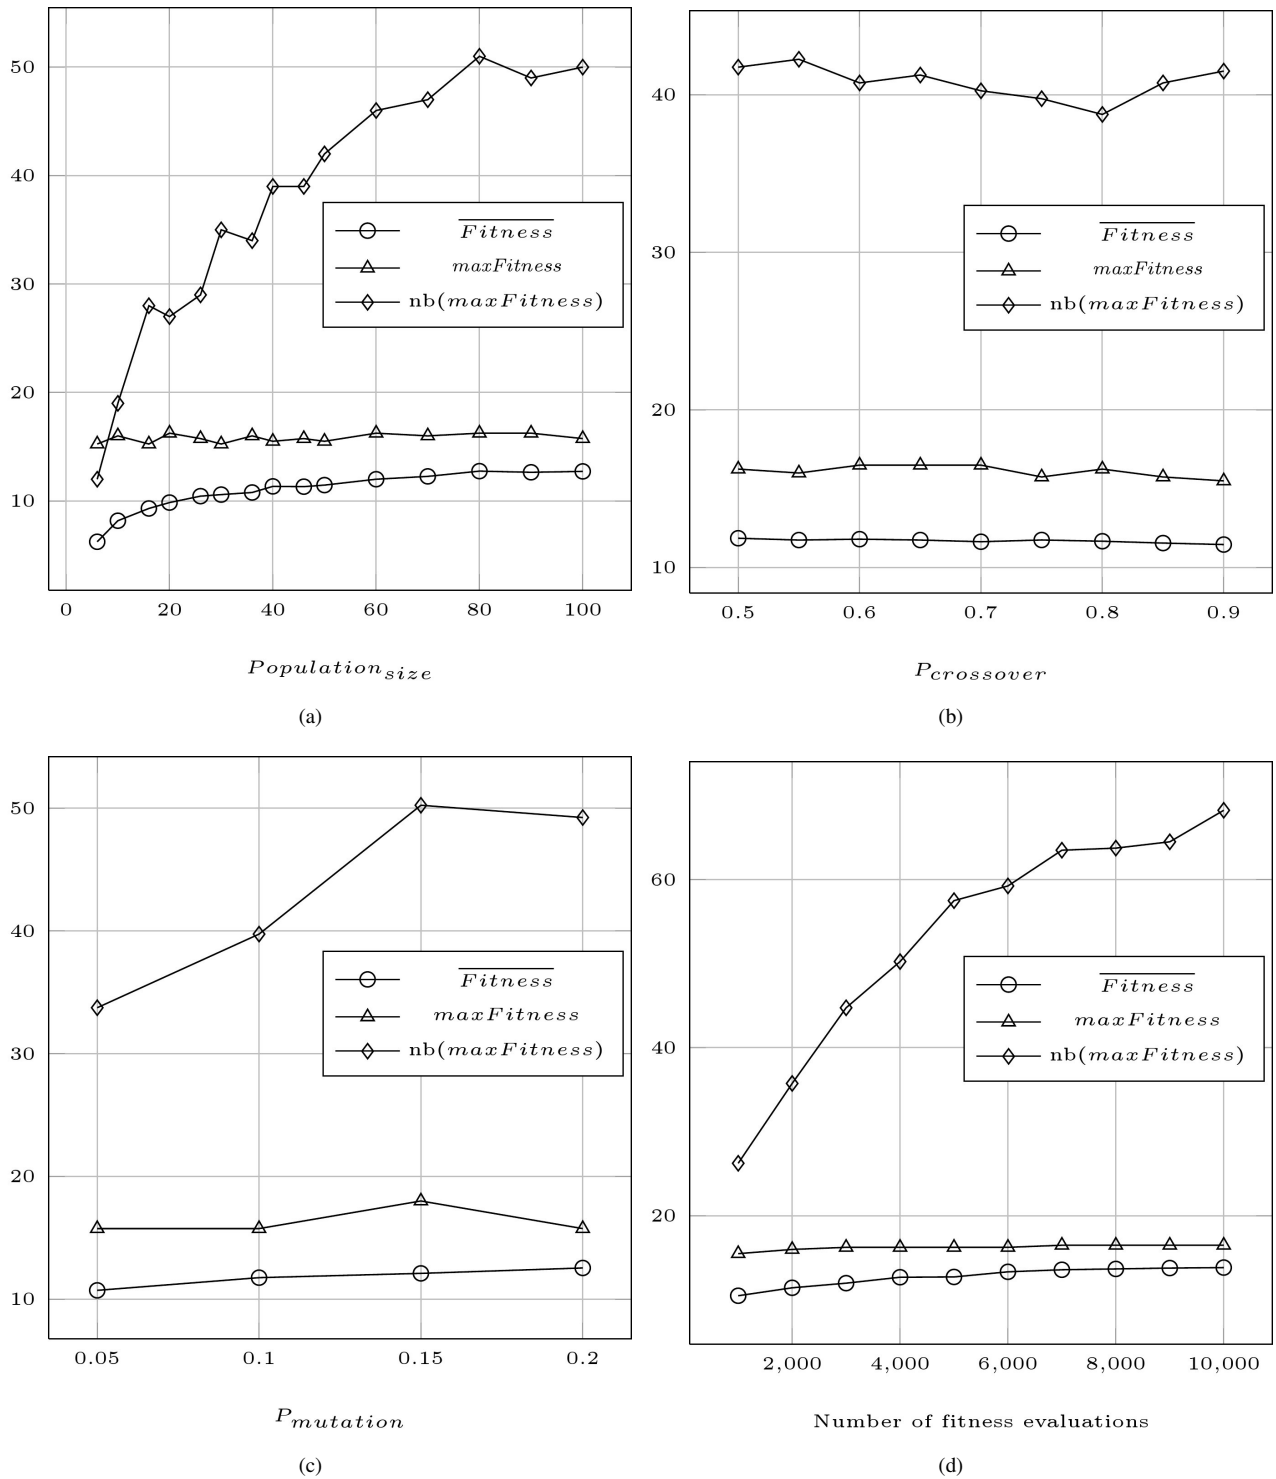 50
40
30
20
10
0 20 40 60 80 100
Fitness
maxFitness
nb(maxFitness)
Population_size
(a)
40
30
20
10
0.5 0.6 0.7 0.8 0.9
Fitness
maxFitness
nb(maxFitness)
P_crossover
(b)
50
40
30
20
10
0.05 0.1 0.15 0.2
Fitness
maxFitness
nb(maxFitness)
P_mutation
(c)
60
40
20
2,000 4,000 6,000 8,000 10,000
Fitness
maxFitness
nb(maxFitness)
Number of fitness evaluations
(d)